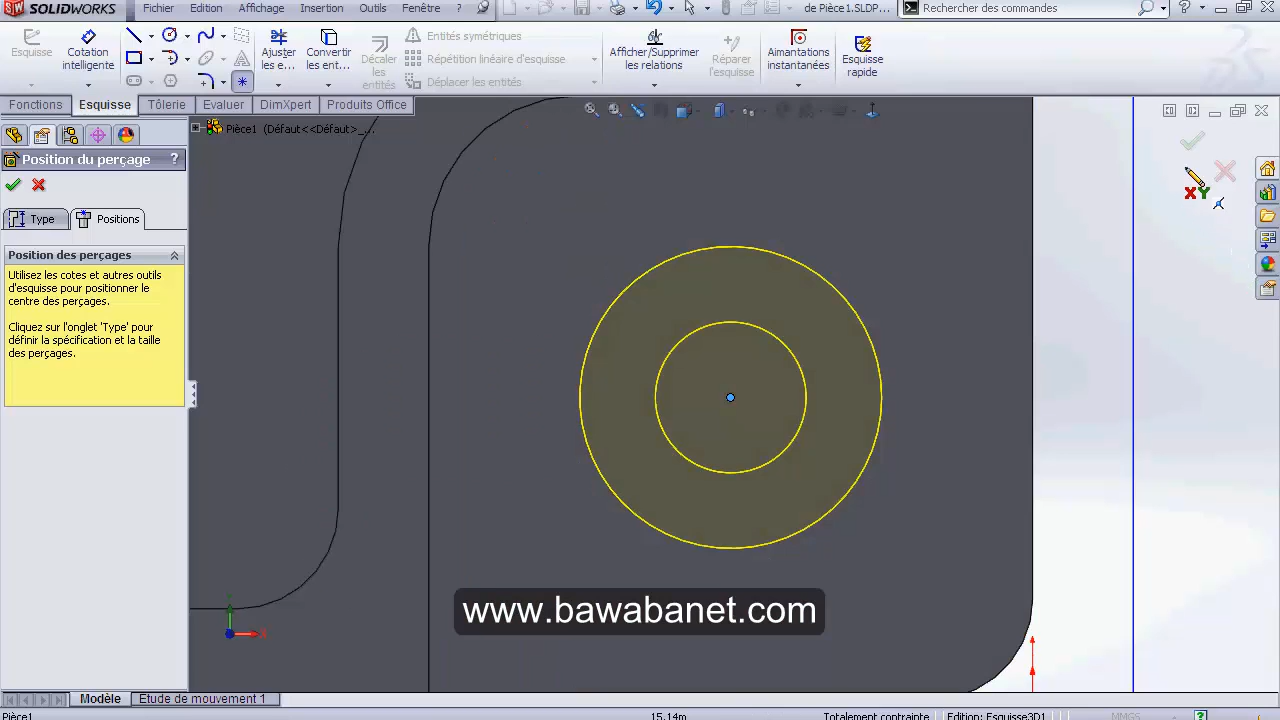 SOLIDWORKS
Fichier Edition Affichage Insertion Outils Fenêtre
de Pièce1.SLDP...
Rechercher des commandes
Esquisse
Cotation intelligente
Ajuster les e...
Convertir les ent...
Décaler les entités
Entités symétriques
Répétition linéaire d'esquisse
Déplacer les entités
Afficher/Supprimer les relations
Réparer l'esquisse
Aimantations instantanées
Esquisse rapide
Fonctions Esquisse Tôlerie Evaluer DimXpert Produits Office
Pièce1 (Défaut<<Défaut>_...
Position du perçage ?
Type Positions
Position des perçages
Utilisez les cotes et autres outils
d'esquisse pour positionner le
centre des perçages.
Cliquez sur l'onglet 'Type' pour
définir la spécification et la taille
des perçages.
XY
Y
X
www.bawabanet.com
Modèle Etude de mouvement 1
Pièce1 15.14m Totalement contrainte Edition: Esquisse3D1 MMGS ?